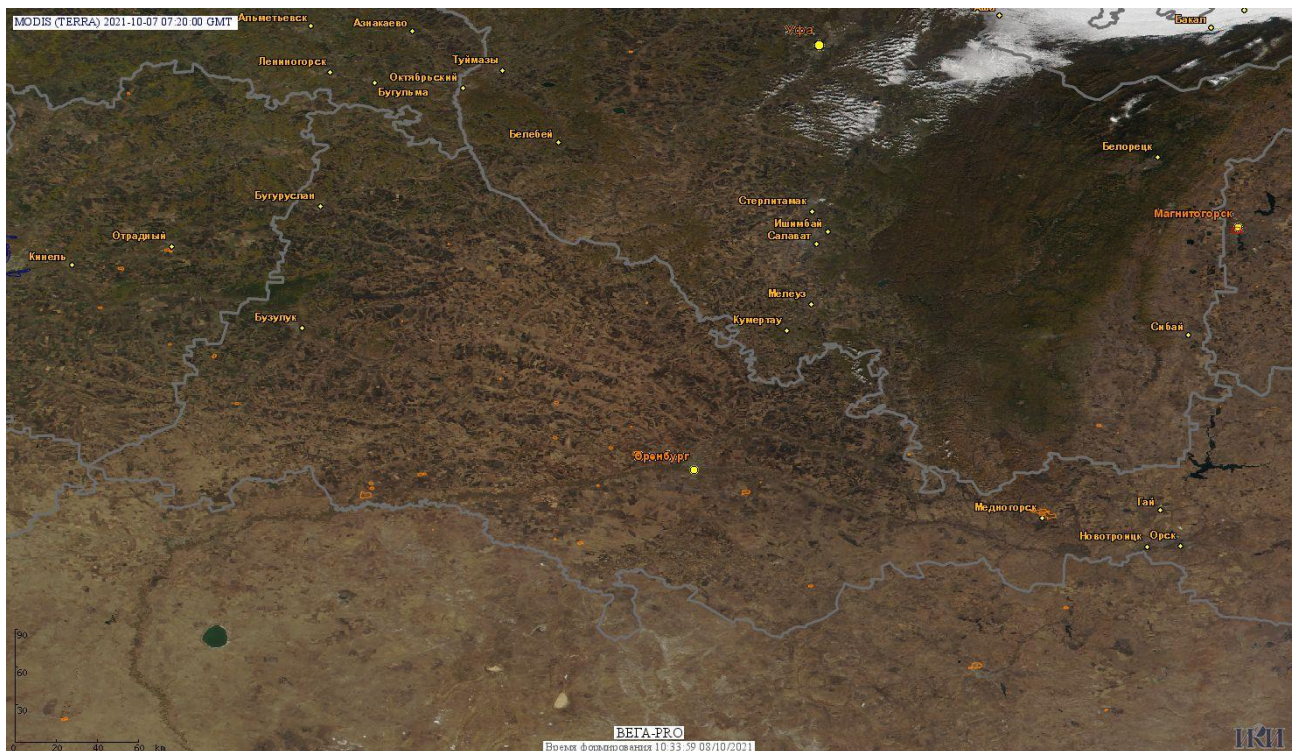 MODIS (TERRA) 2021-10-07 07:20:00 GMT
Альметьевск
Азнакаево
Бакал
Уфа
Лениногорск
Туймазы
Октябрьский
Бугульма
Белебей
Белорецк
Бугуруслан
Стерлитамак
Магнитогорск
Ишимбай
Отрадный
Салават
Кинель
Мелеуз
Бузулук
Кумертау
Сибай
Оренбург
Медногорск
Гай
Новотроицк
Орск
90
60
30
0 20 40 60 km
ВЕГА-PRO
Время формирования 10:33:59 08/10/2021
ИКИ